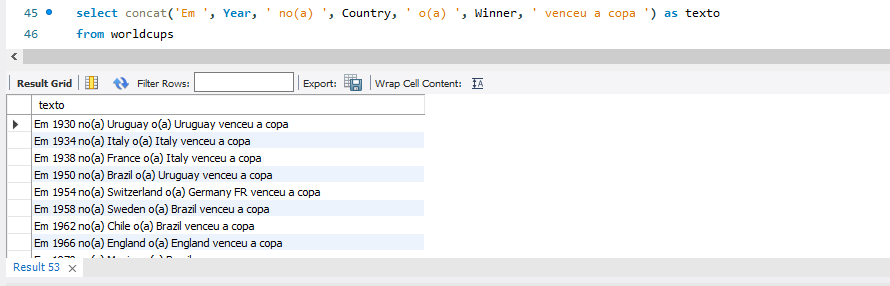 45 select concat('Em ', Year, ' no(a) ', Country, ' o(a) ', Winner, ' venceu a copa ') as texto
46 from worldcups
Result Grid Filter Rows: Export: Wrap Cell Content:
texto
Em 1930 no(a) Uruguay o(a) Uruguay venceu a copa
Em 1934 no(a) Italy o(a) Italy venceu a copa
Em 1938 no(a) France o(a) Italy venceu a copa
Em 1950 no(a) Brazil o(a) Uruguay venceu a copa
Em 1954 no(a) Switzerland o(a) Germany FR venceu a copa
Em 1958 no(a) Sweden o(a) Brazil venceu a copa
Em 1962 no(a) Chile o(a) Brazil venceu a copa
Em 1966 no(a) England o(a) England venceu a copa
Result 53